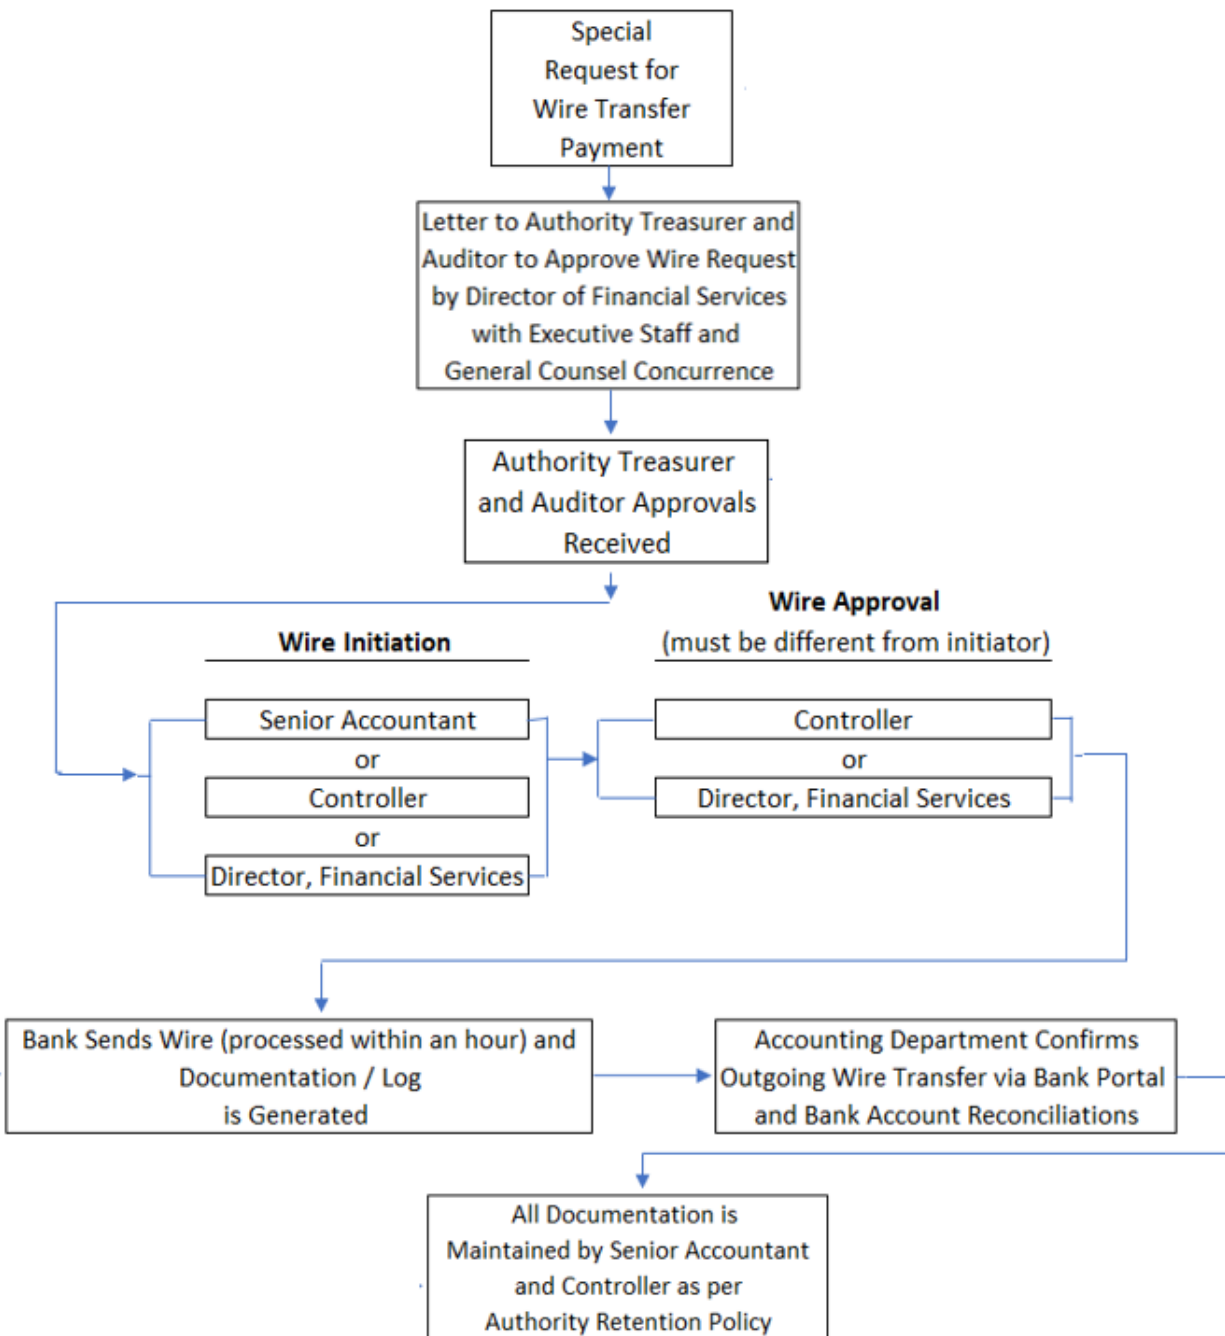 Special
Request for
Wire Transfer
Payment
Letter to Authority Treasurer and
Auditor to Approve Wire Request
by Director of Financial Services
with Executive Staff and
General Counsel Concurrence
Authority Treasurer
and Auditor Approvals
Received
Wire Initiation
Senior Accountant
or
Controller
or
Director, Financial Services
Wire Approval
(must be different from initiator)
Controller
or
Director, Financial Services
Bank Sends Wire (processed within an hour) and
Documentation / Log
is Generated
Accounting Department Confirms
Outgoing Wire Transfer via Bank Portal
and Bank Account Reconciliations
All Documentation is
Maintained by Senior Accountant
and Controller as per
Authority Retention Policy